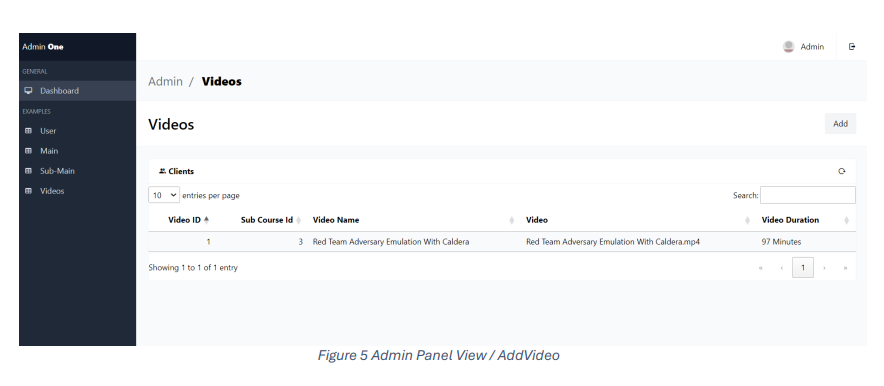 Admin One
Admin
GENERAL
Dashboard
Admin / Videos
EXAMPLES
User
Main
Sub-Main
Videos
Videos
Add
Clients
10 entries per page
Search:
Video ID Sub Course Id Video Name Video Video Duration
1 3 Red Team Adversary Emulation With Caldera Red Team Adversary Emulation With Caldera.mp4 97 Minutes
Showing 1 to 1 of 1 entry
« ‹ 1 › »
Figure 5 Admin Panel View / AddVideo